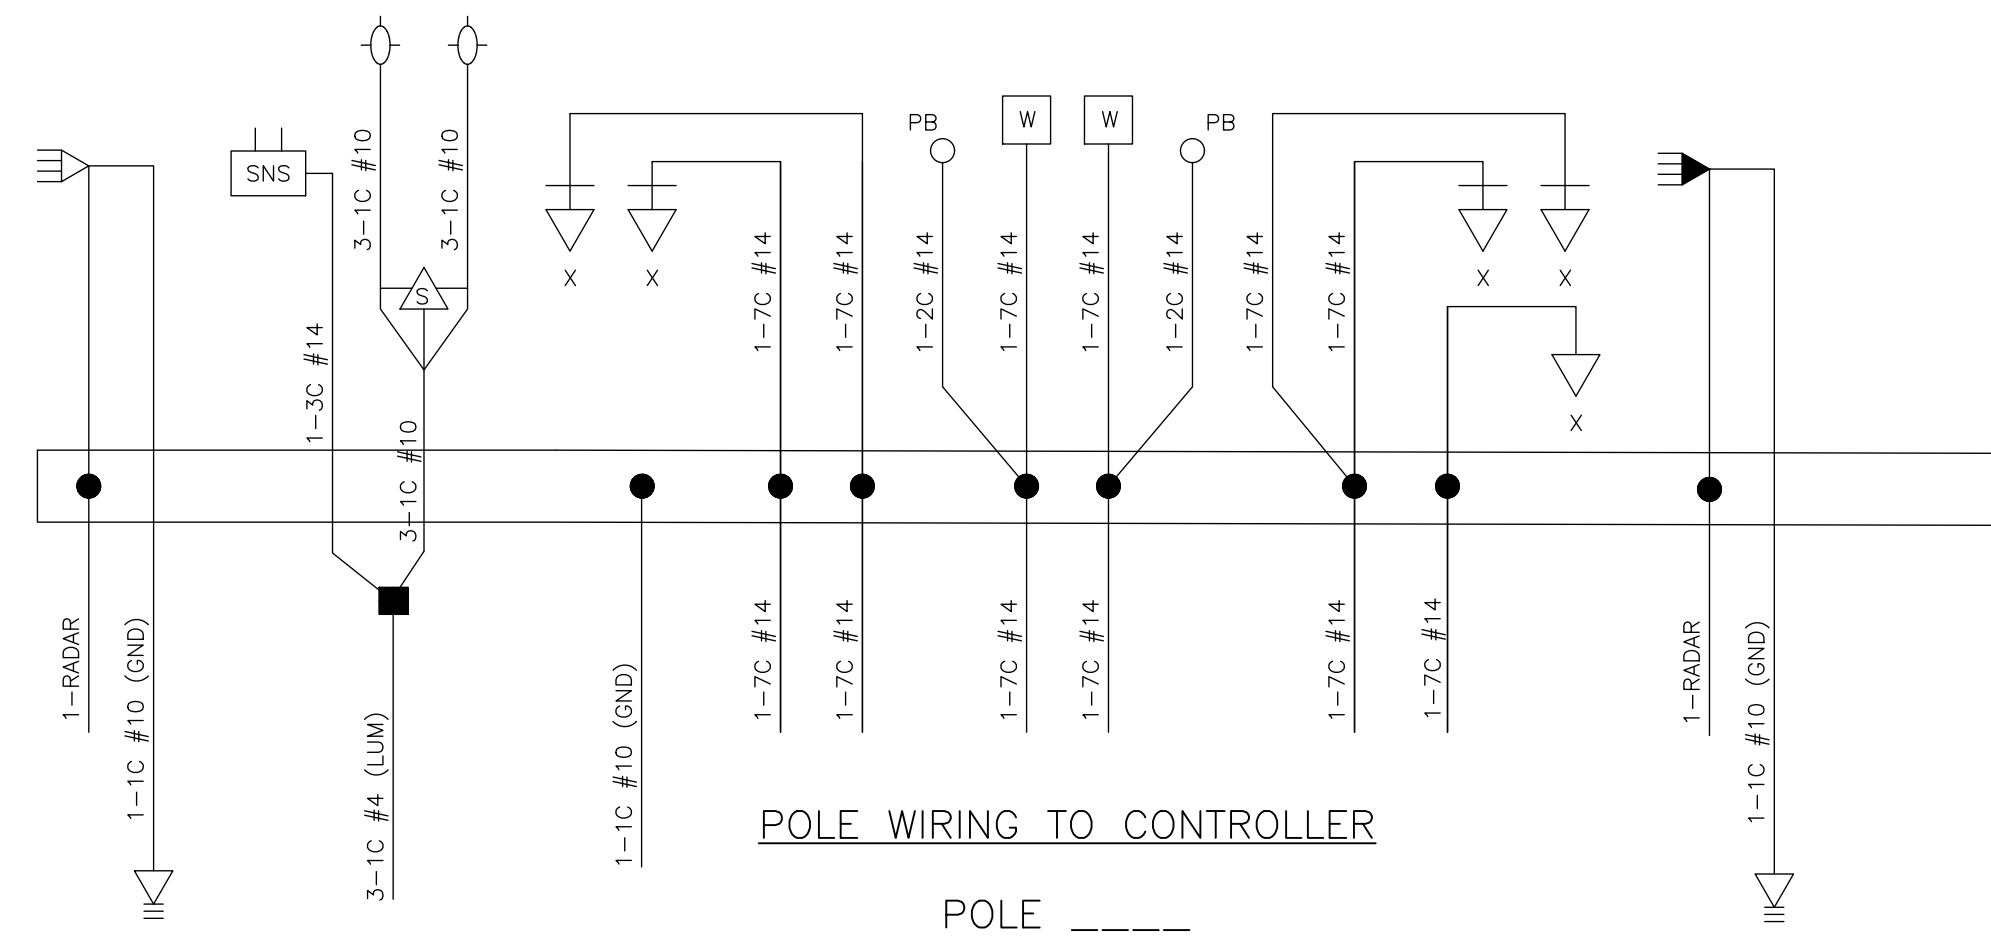 3-1C #10
3-1C #10
PB
W
W
PB
SNS
X
X
X
X
S
1-7C #14
1-7C #14
1-2C #14
1-7C #14
1-7C #14
1-2C #14
1-7C #14
1-7C #14
1-3C #14
X
3-1C #10
1-RADAR
1-1C #10 (GND)
3-1C #4 (LUM)
1-1C #10 (GND)
1-7C #14
1-7C #14
1-7C #14
1-7C #14
1-7C #14
1-7C #14
1-RADAR
1-1C #10 (GND)
POLE WIRING TO CONTROLLER
POLE ____